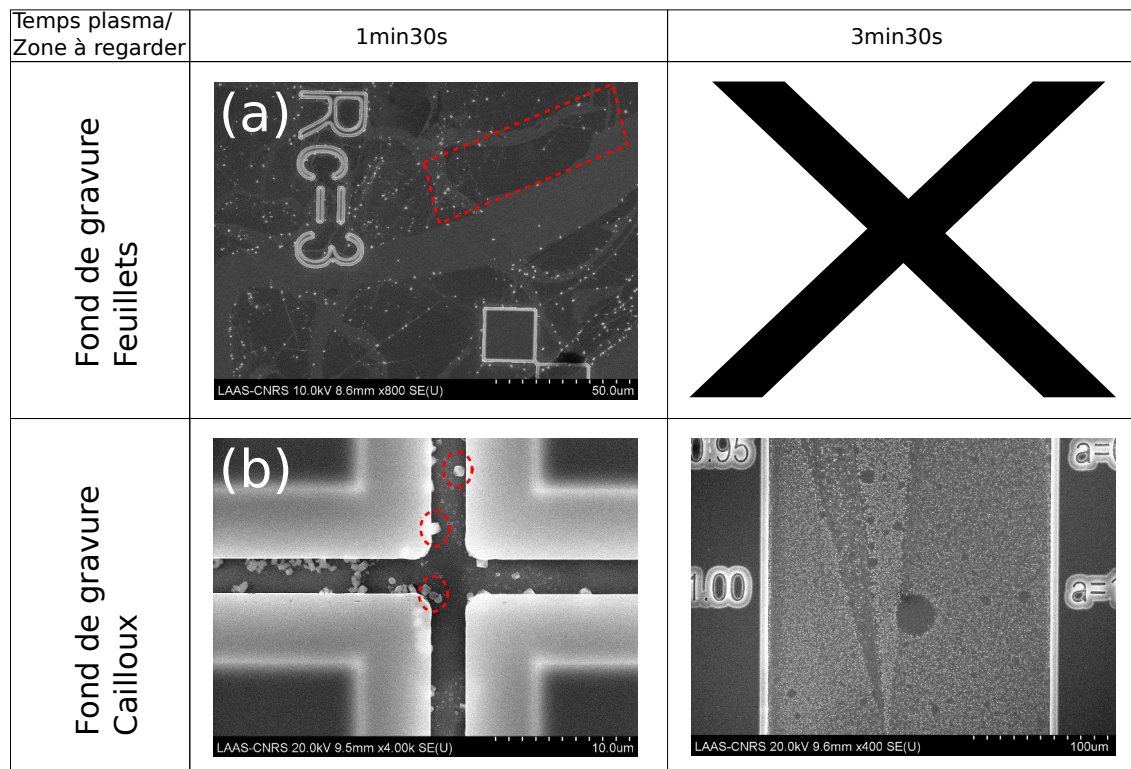 Temps plasma/
Zone à regarder
1min30s
3min30s
Fond de gravure
Feuillets
(a)
RC=3
LAAS-CNRS 10.0kV 8.6mm x800 SE(U)
50.0um
Fond de gravure
Cailloux
(b)
LAAS-CNRS 20.0kV 9.5mm x4.00k SE(U)
10.0um
0.95
a=
1.00
a=
LAAS-CNRS 20.0kV 9.6mm x400 SE(U)
100um